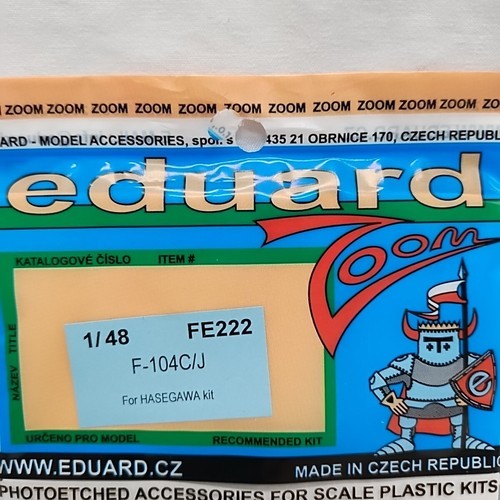 ZOOM ZOOM ZOOM ZOOM ZOOM ZOOM ZOOM ZOOM ZOOM ZOOM ZOOM
ARD - MODEL ACCESSORIES, spol. s 435 21 OBRNICE 170, CZECH REPUBL
eduard
Zoom
KATALOGOVÉ ČÍSLO ITEM #
NÁZEV TITLE
1/48 FE222
F-104C/J
For HASEGAWA kit
e
URČENO PRO MODEL RECOMMENDED KIT
WWW.EDUARD.CZ MADE IN CZECH REPUBLIC
PHOTOETCHED ACCESSORIES FOR SCALE PLASTIC KITS